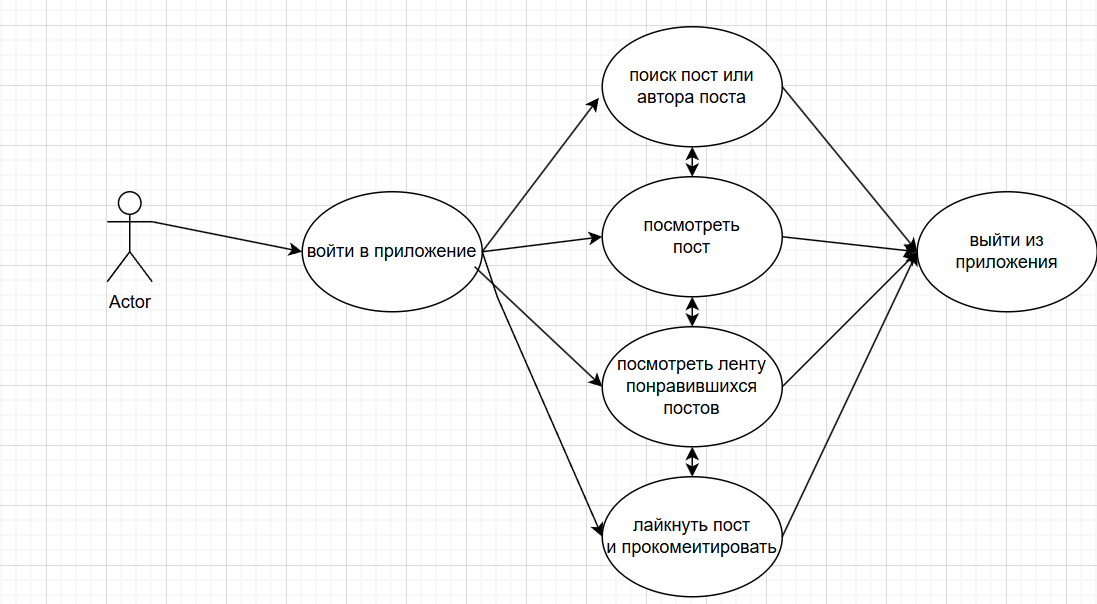 поиск пост или
автора поста
посмотреть
пост
войти в приложение
выйти из
приложения
Actor
посмотреть ленту
понравившихся
постов
лайкнуть пост
и прокомеитировать